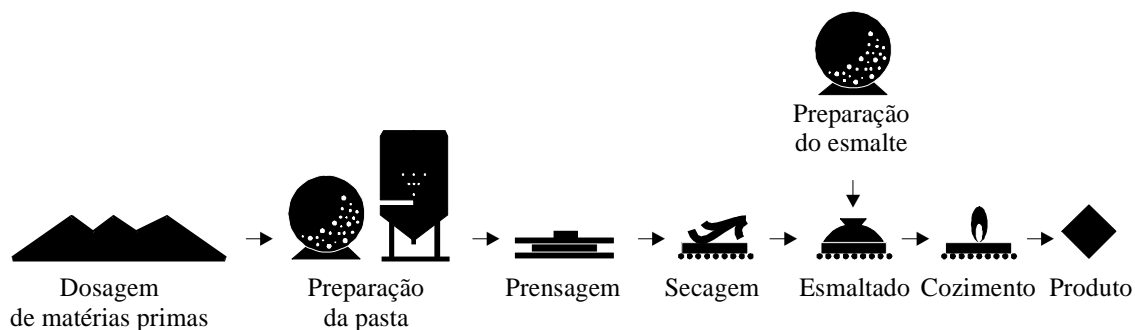 Preparação
do esmalte
Dosagem
de matérias primas
Preparação
da pasta
Prensagem
Secagem
Esmaltado
Cozimento
Produto